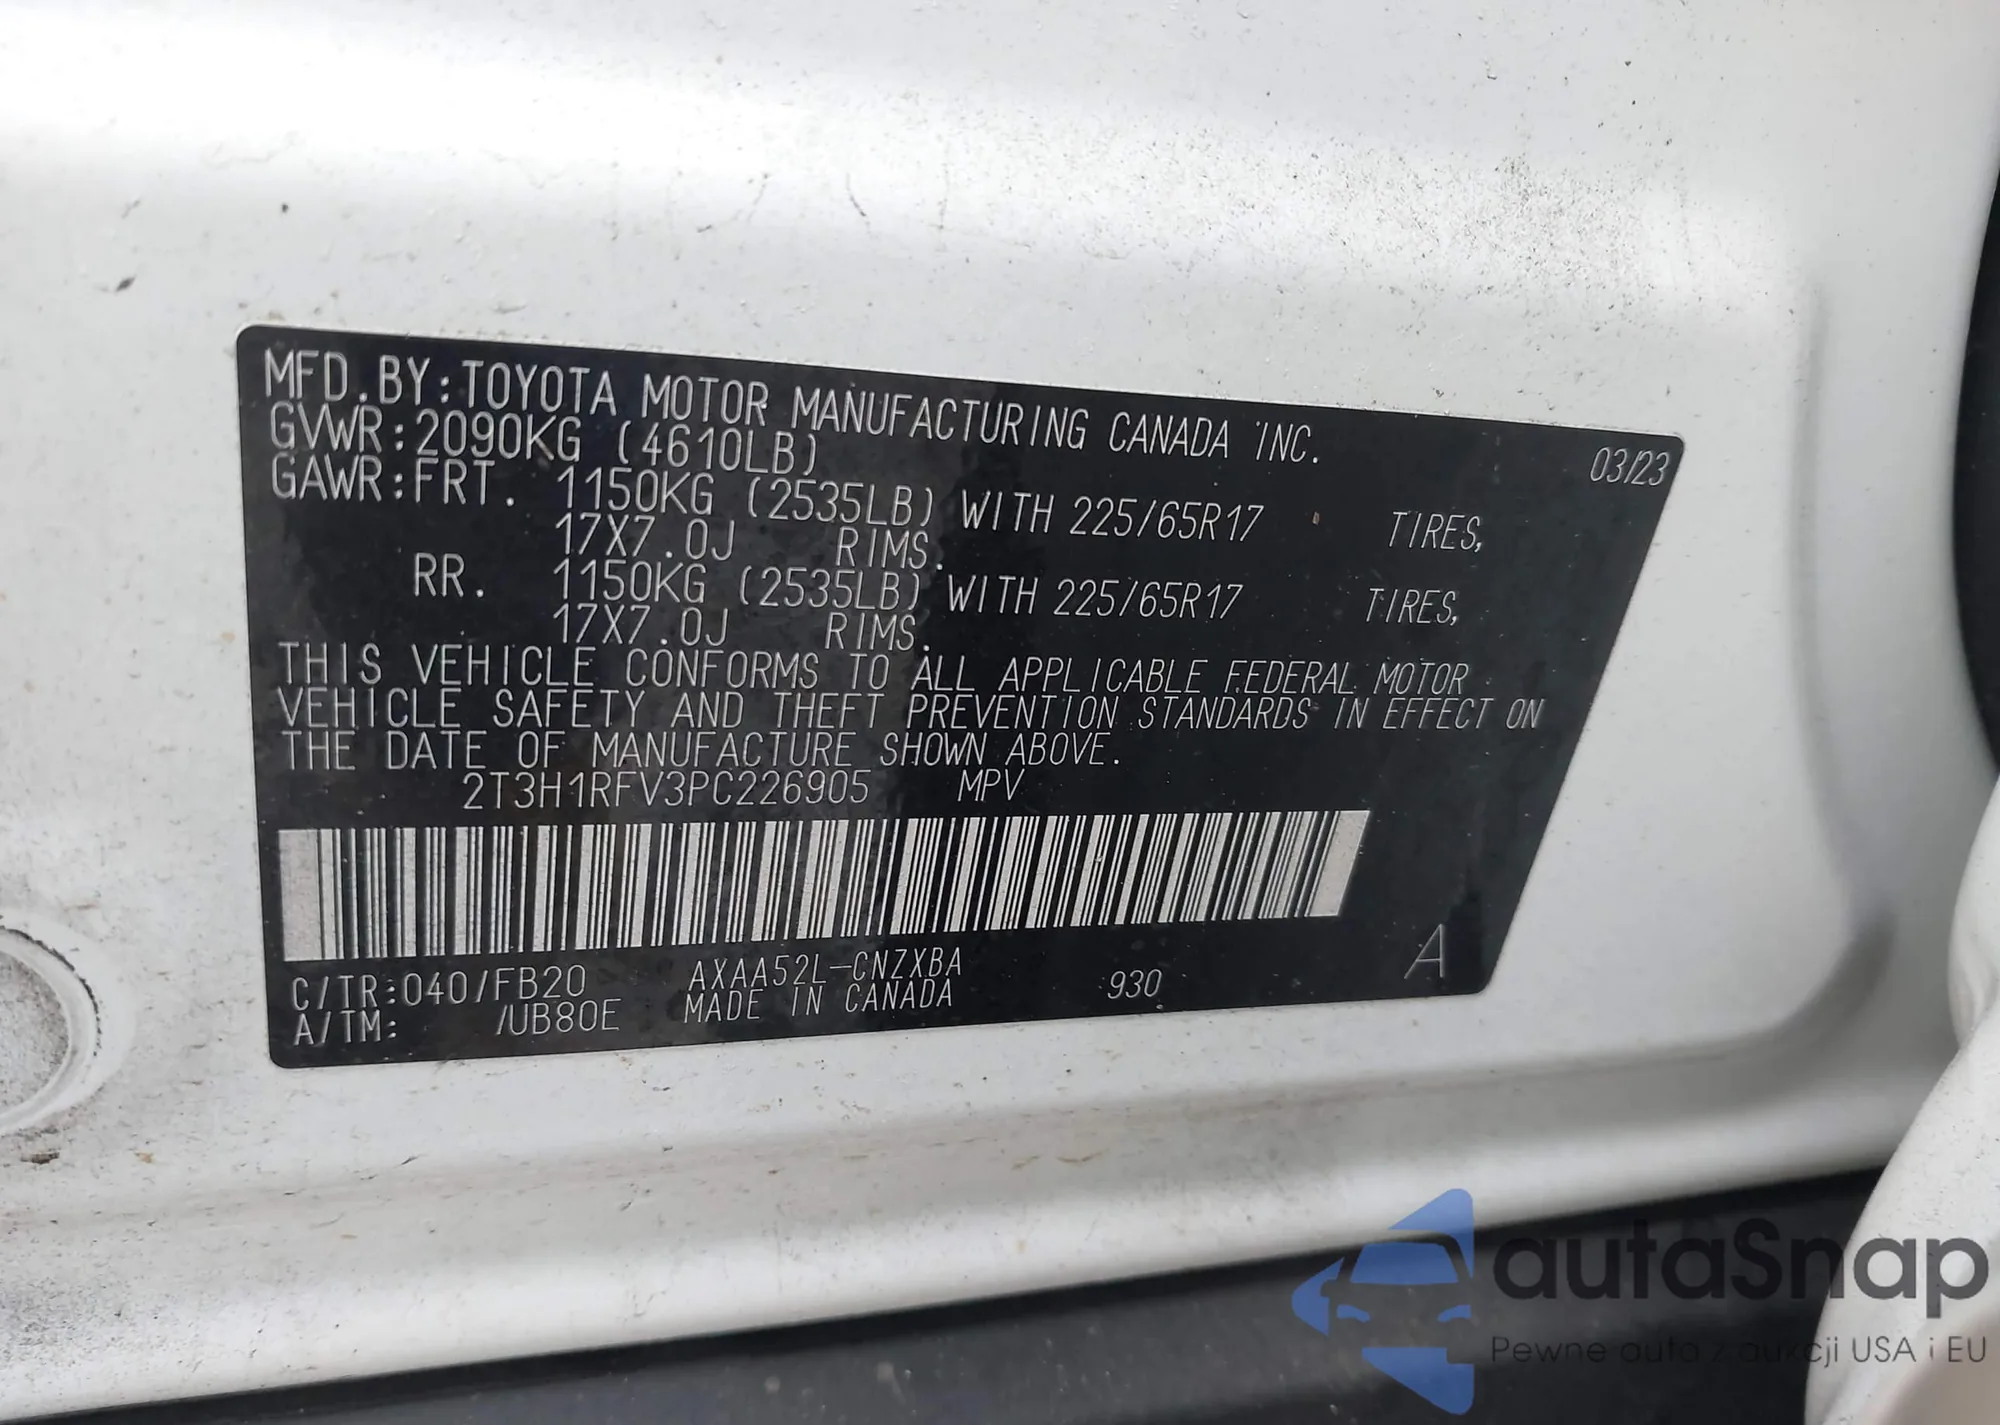 MFD.BY:TOYOTA MOTOR MANUFACTURING CANADA INC. 03/23
GVWR:2090KG (4610LB)
GAWR:FRT. 1150KG (2535LB) WITH 225/65R17 TIRES,
17X7.0J RIMS.
RR. 1150KG (2535LB) WITH 225/65R17 TIRES,
17X7.0J RIMS.
THIS VEHICLE CONFORMS TO ALL APPLICABLE FEDERAL MOTOR
VEHICLE SAFETY AND THEFT PREVENTION STANDARDS IN EFFECT ON
THE DATE OF MANUFACTURE SHOWN ABOVE.
2T3H1RFV3PC226905 MPV
C/TR:040/FB20 AXAA52L-CNZXBA 930 A
A/TM: /UB80E MADE IN CANADA
autaSnap
Pewne auta z aukcji USA i EU